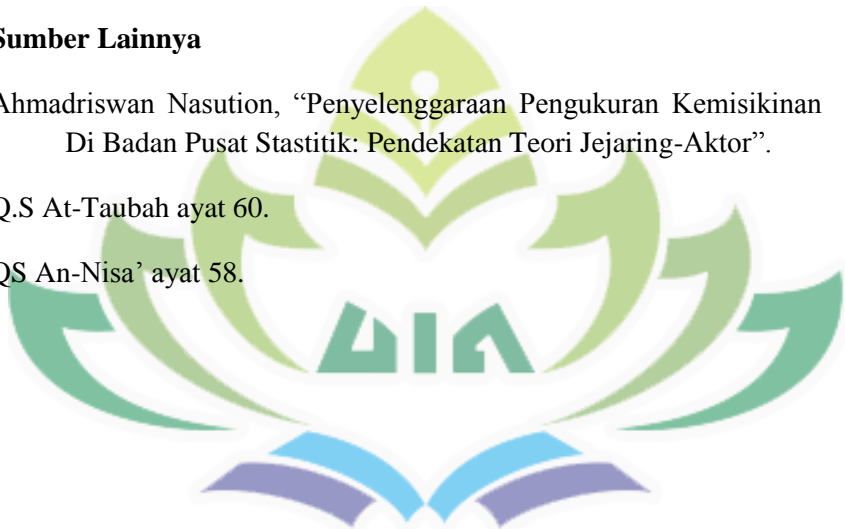 Sumber Lainnya
Ahmadriswan Nasution, “Penyelenggaraan Pengukuran Kemisikinan
Di Badan Pusat Stastitik: Pendekatan Teori Jejaring-Aktor”.
Q.S At-Taubah ayat 60.
QS An-Nisa’ ayat 58.
UIN